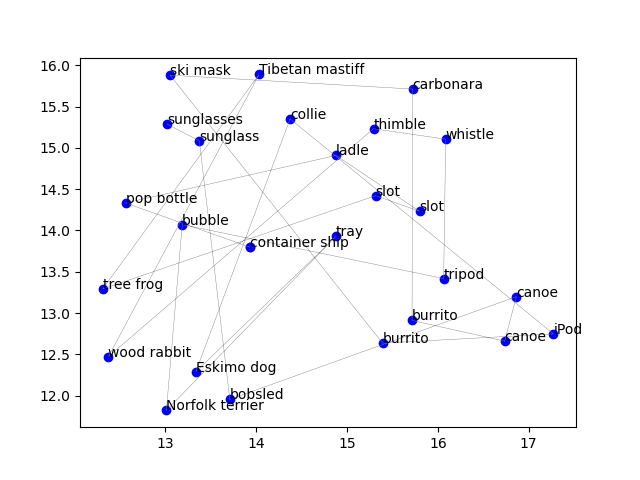 16.0
15.5
15.0
14.5
14.0
13.5
13.0
12.5
12.0
13
14
15
16
17
ski mask
Tibetan mastiff
carbonara
sunglasses
collie
thimble
sunglass
whistle
ladle
pop bottle
slot
slot
bubble
container ship
tray
tree frog
tripod
canoe
burrito
burrito
canoe
iPod
wood rabbit
Eskimo dog
bobsled
Norfolk terrier